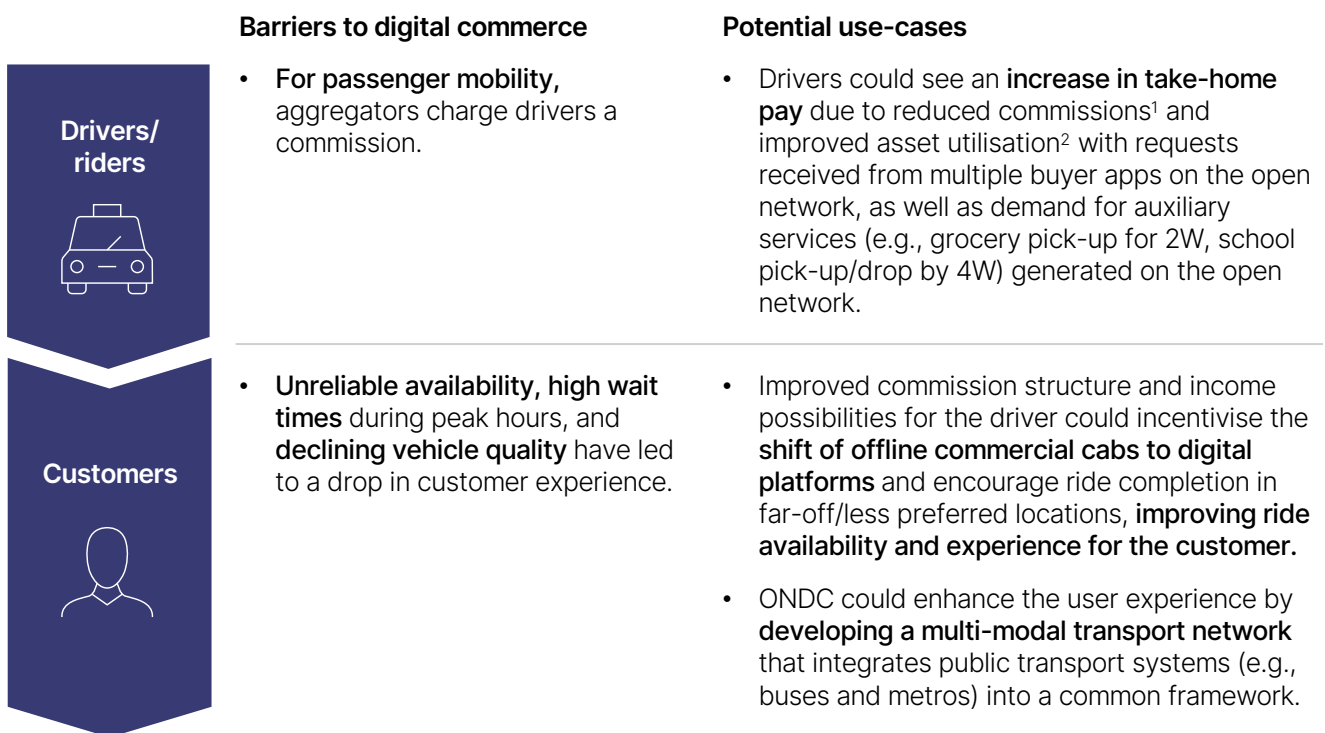 Barriers to digital commerce
Potential use-cases
Drivers/
riders
• For passenger mobility,
aggregators charge drivers a
commission.
• Drivers could see an increase in take-home
pay due to reduced commissions¹ and
improved asset utilisation² with requests
received from multiple buyer apps on the open
network, as well as demand for auxiliary
services (e.g., grocery pick-up for 2W, school
pick-up/drop by 4W) generated on the open
network.
Customers
• Unreliable availability, high wait
times during peak hours, and
declining vehicle quality have led
to a drop in customer experience.
• Improved commission structure and income
possibilities for the driver could incentivise the
shift of offline commercial cabs to digital
platforms and encourage ride completion in
far-off/less preferred locations, improving ride
availability and experience for the customer.
• ONDC could enhance the user experience by
developing a multi-modal transport network
that integrates public transport systems (e.g.,
buses and metros) into a common framework.